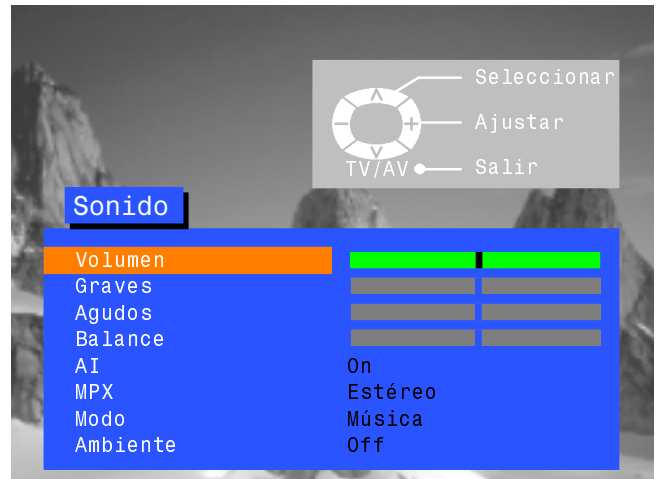 Seleccionar
Ajustar
TV/AV Salir
Sonido
Volumen
Graves
Agudos
Balance
AI On
MPX Estéreo
Modo Música
Ambiente Off